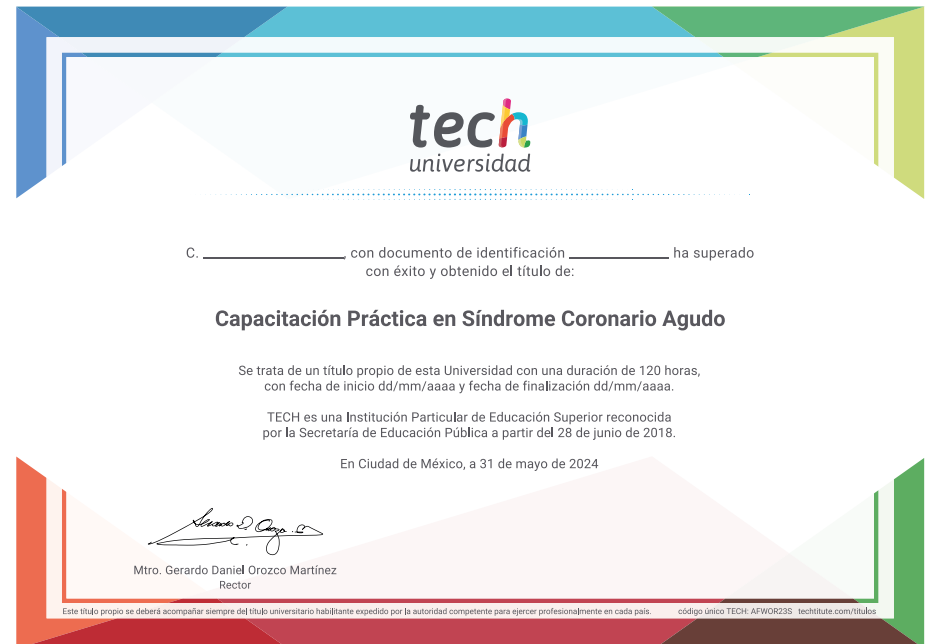 tech
universidad
C. ____________, con documento de identificación ____________ ha superado
con éxito y obtenido el título de:
Capacitación Práctica en Síndrome Coronario Agudo
Se trata de un título propio de esta Universidad con una duración de 120 horas,
con fecha de inicio dd/mm/aaaa y fecha de finalización dd/mm/aaaa.
TECH es una Institución Particular de Educación Superior reconocida
por la Secretaría de Educación Pública a partir del 28 de junio de 2018.
En Ciudad de México, a 31 de mayo de 2024
Mtro. Gerardo Daniel Orozco Martínez
Rector
Este título propio se deberá acompañar siempre del título universitario habilitante expedido por la autoridad competente para ejercer profesionalmente en cada país. código único TECH: AFWOR23S techtitute.com/titulos